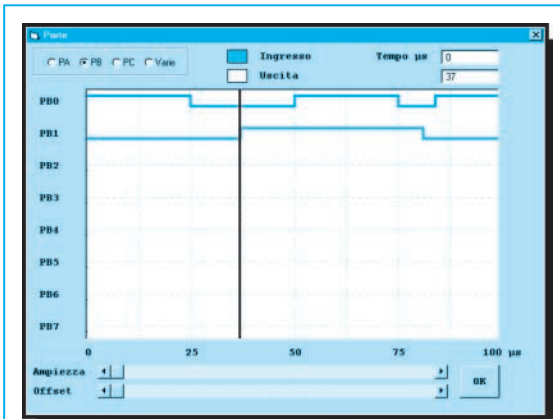 Porte
PA PB PC Varie
Ingresso Tempo µs 0
Uscita 37
PB0
PB1
PB2
PB3
PB4
PB5
PB6
PB7
0 25 50 75 100 µs
Ampiezza
Offset OK